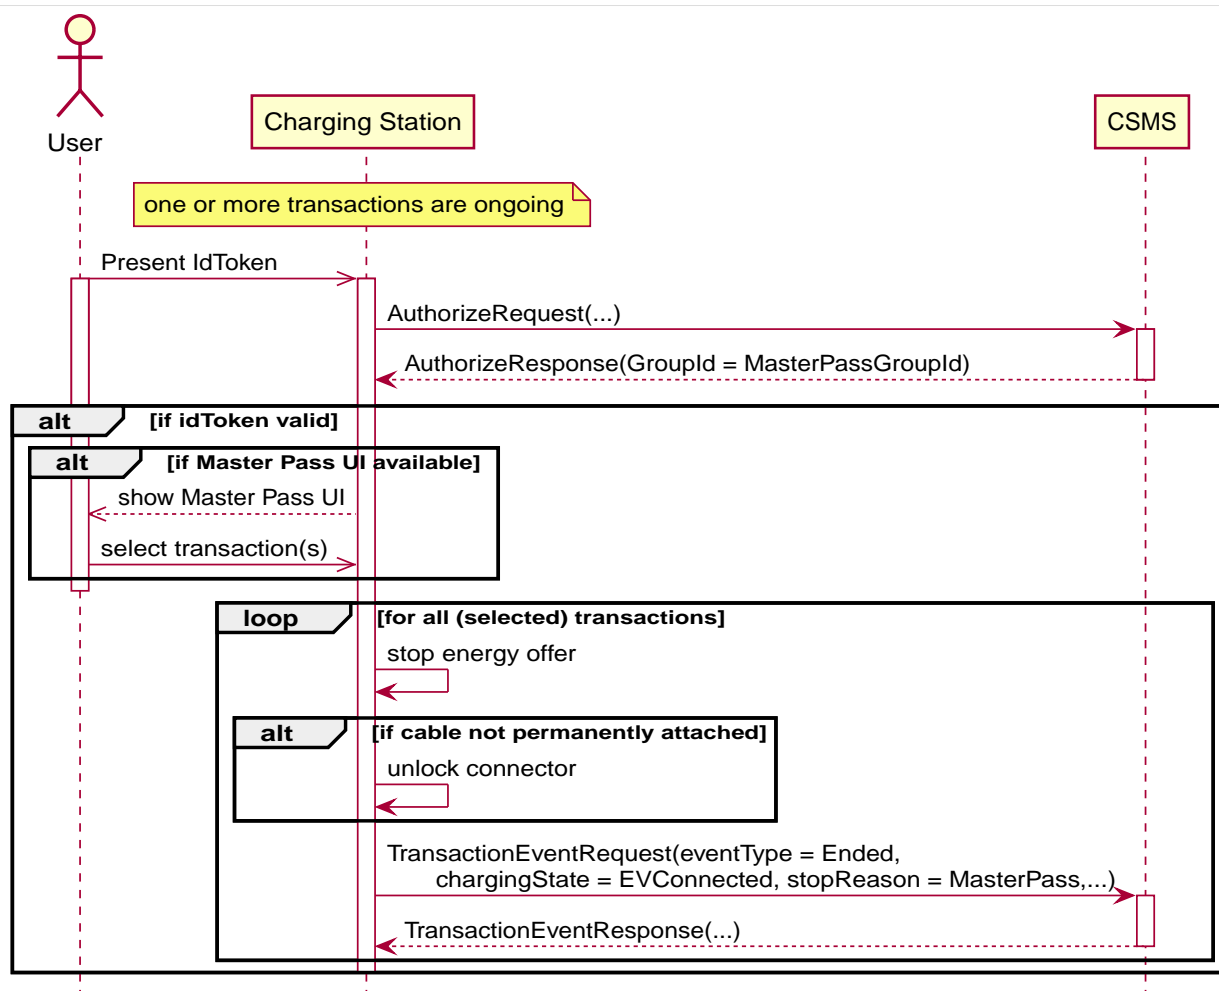 User
Charging Station
CSMS
one or more transactions are ongoing
Present IdToken
AuthorizeRequest(...)
AuthorizeResponse(GroupId = MasterPassGroupId)
alt [if idToken valid]
alt [if Master Pass UI available]
show Master Pass UI
select transaction(s)
loop [for all (selected) transactions]
stop energy offer
alt [if cable not permanently attached]
unlock connector
TransactionEventRequest(eventType = Ended,
chargingState = EVConnected, stopReason = MasterPass,...)
TransactionEventResponse(...)